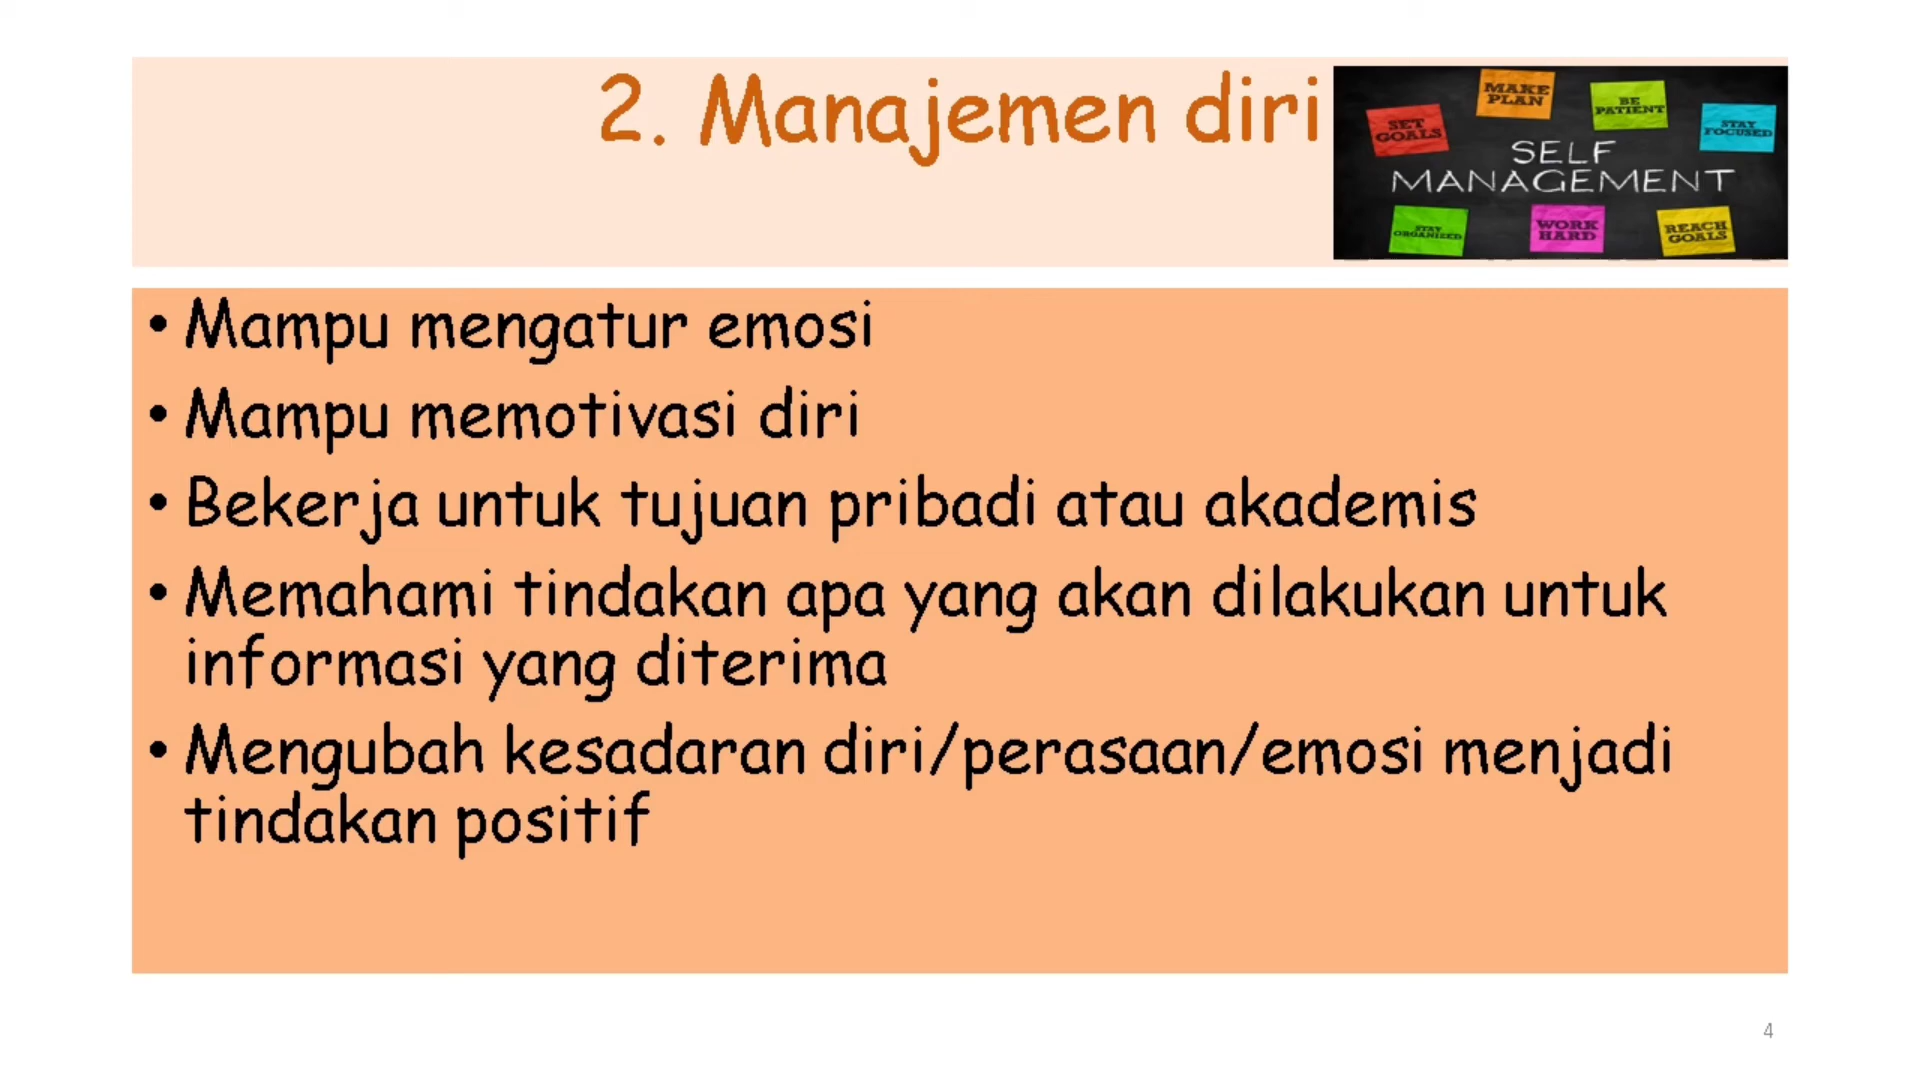 2. Manajemen diri
MAKE
PLAN
BE
PATIENT
SET
GOALS
STAY
FOCUSED
SELF
MANAGEMENT
STAY
ORGANIZED
WORK
HARD
REACH
GOALS
• Mampu mengatur emosi
• Mampu memotivasi diri
• Bekerja untuk tujuan pribadi atau akademis
• Memahami tindakan apa yang akan dilakukan untuk
informasi yang diterima
• Mengubah kesadaran diri/perasaan/emosi menjadi
tindakan positif
4